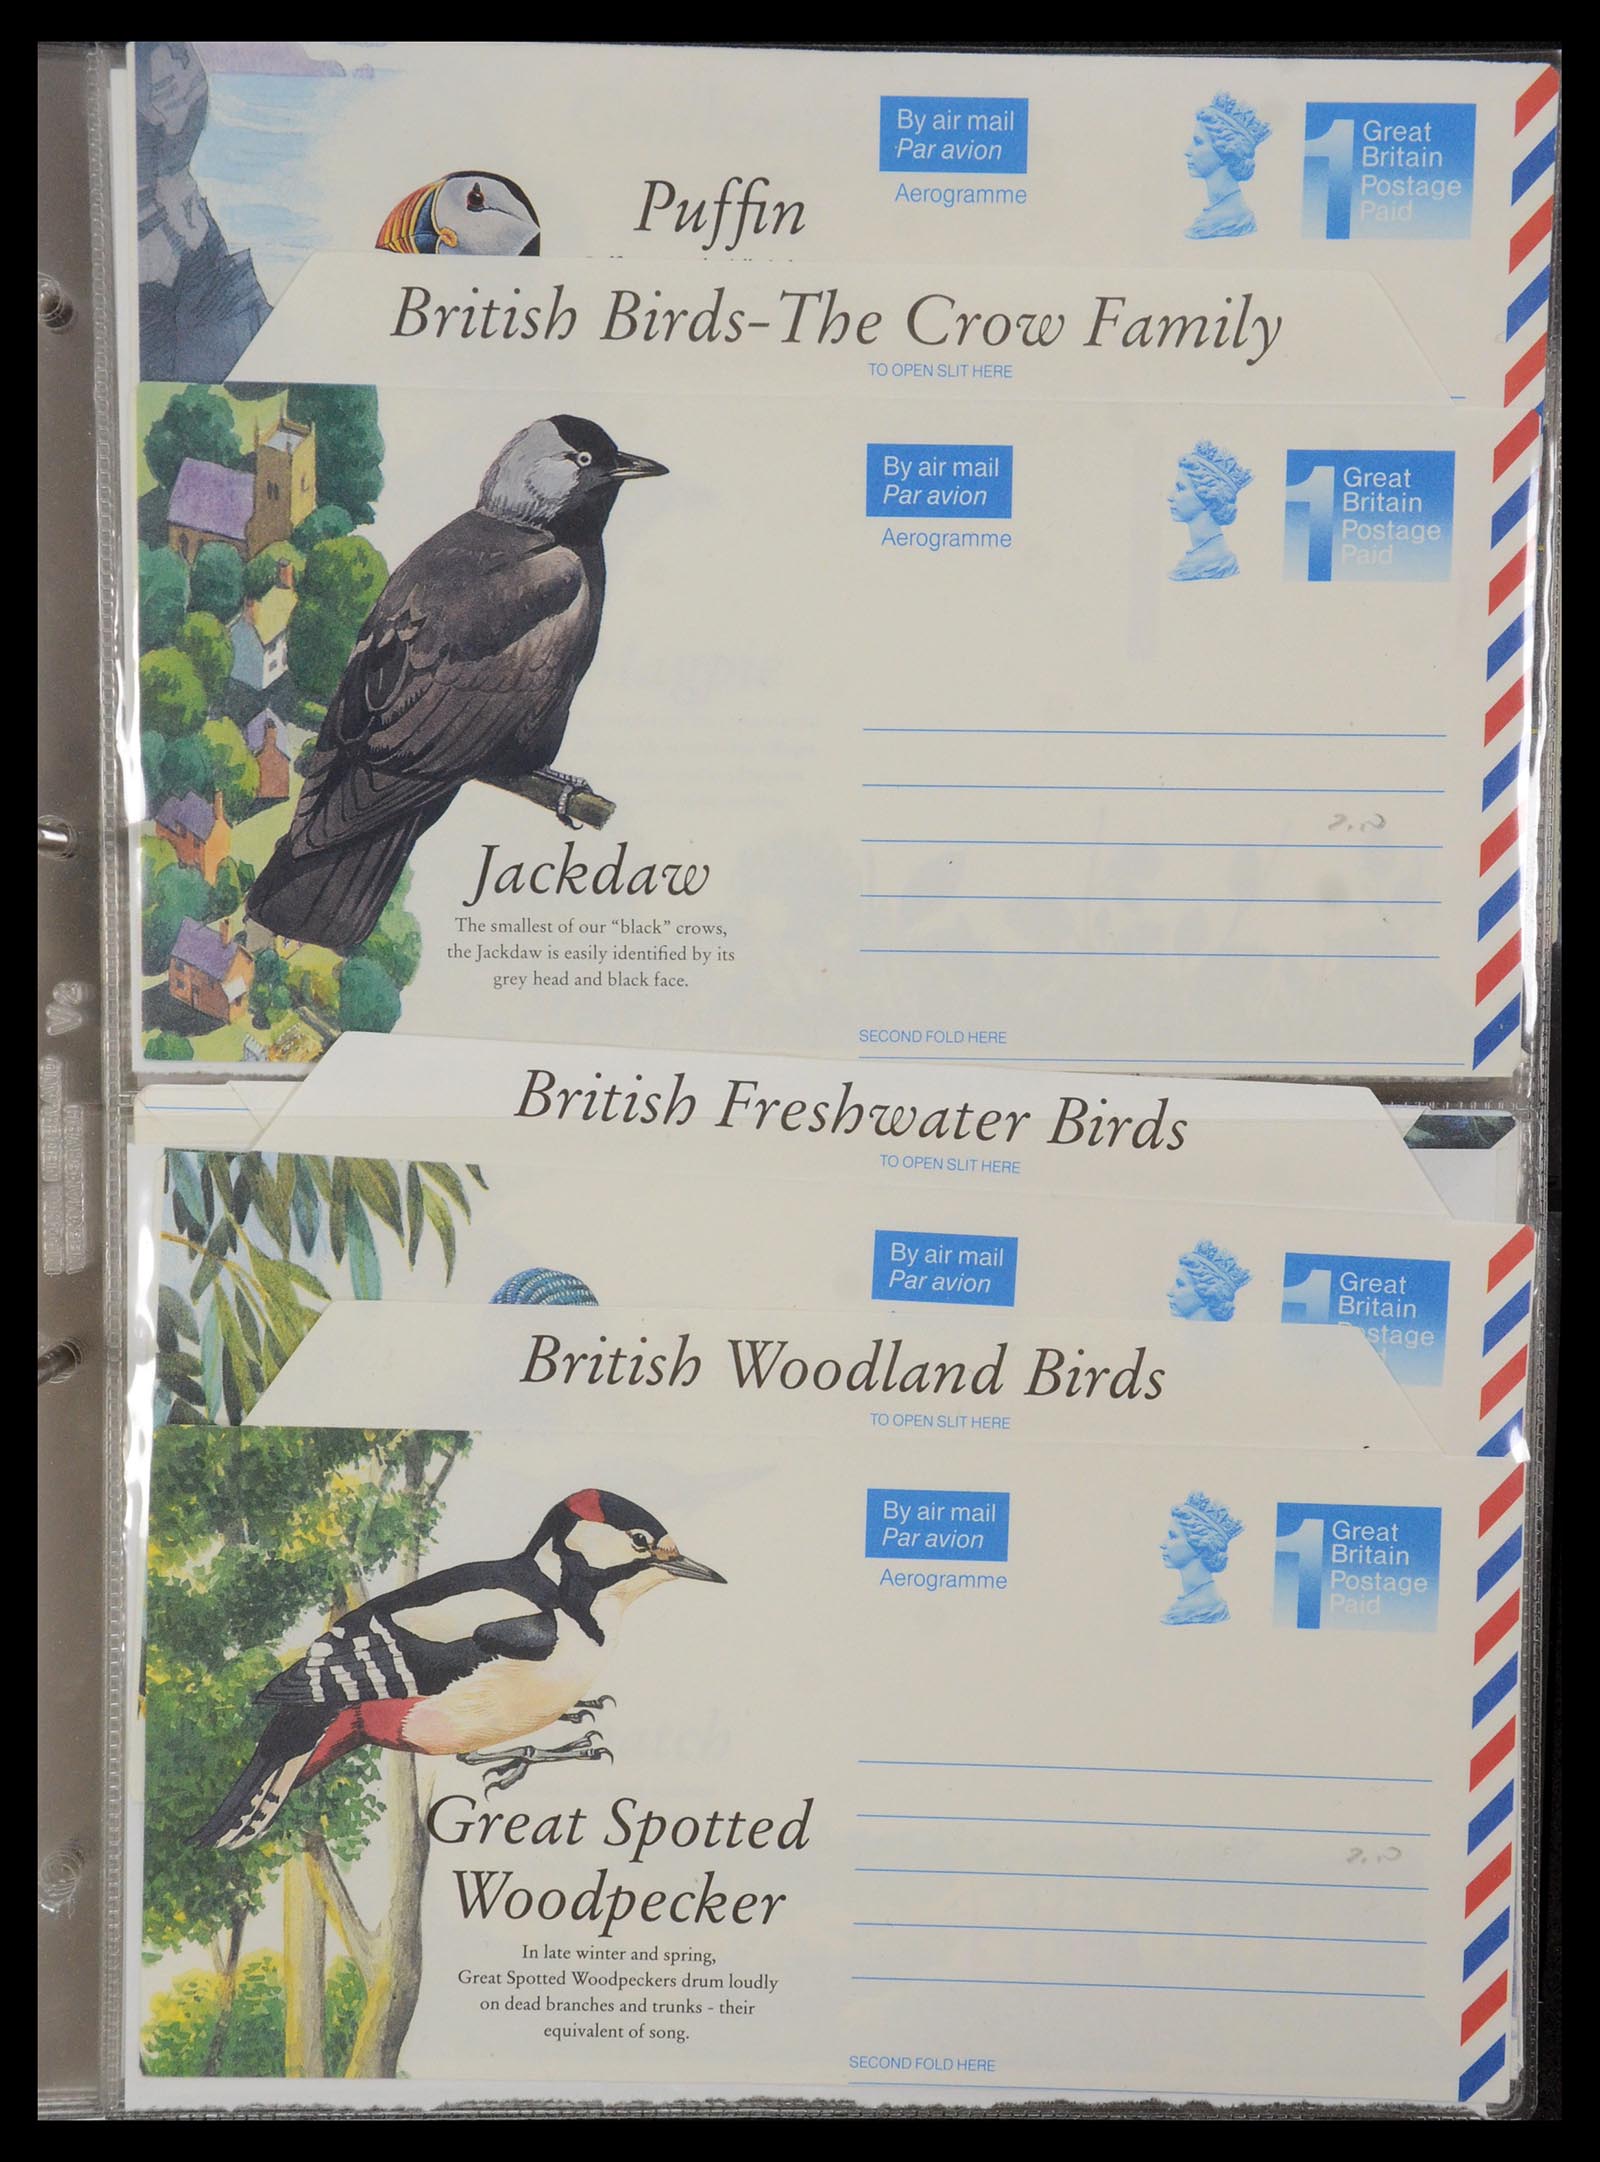 By air mail
Par avion
Aerogramme
Great
Britain
Postage
Paid
1
Puffin
British Birds-The Crow Family
TO OPEN SLIT HERE
By air mail
Par avion
Aerogramme
1
Great
Britain
Postage
Paid
Jackdaw
The smallest of our “black” crows,
the Jackdaw is easily identified by its
grey head and black face.
SECOND FOLD HERE
British Freshwater Birds
TO OPEN SLIT HERE
By air mail
Par avion
1
Great
Britain
Postage
British Woodland Birds
TO OPEN SLIT HERE
By air mail
Par avion
Aerogramme
1
Great
Britain
Postage
Paid
Great Spotted
Woodpecker
In late winter and spring,
Great Spotted Woodpeckers drum loudly
on dead branches and trunks - their
equivalent of song.
SECOND FOLD HERE